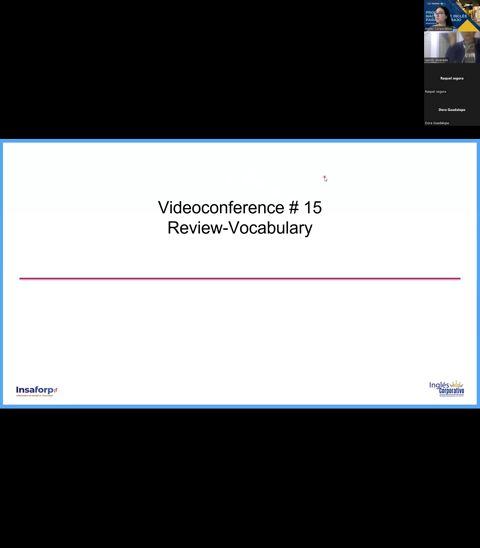 Raquel segura
Raquel segura
Dora Guadalupe
Dora Guadalupe
Videoconference # 15
Review-Vocabulary
Insaforp
Inglés
Corporativo